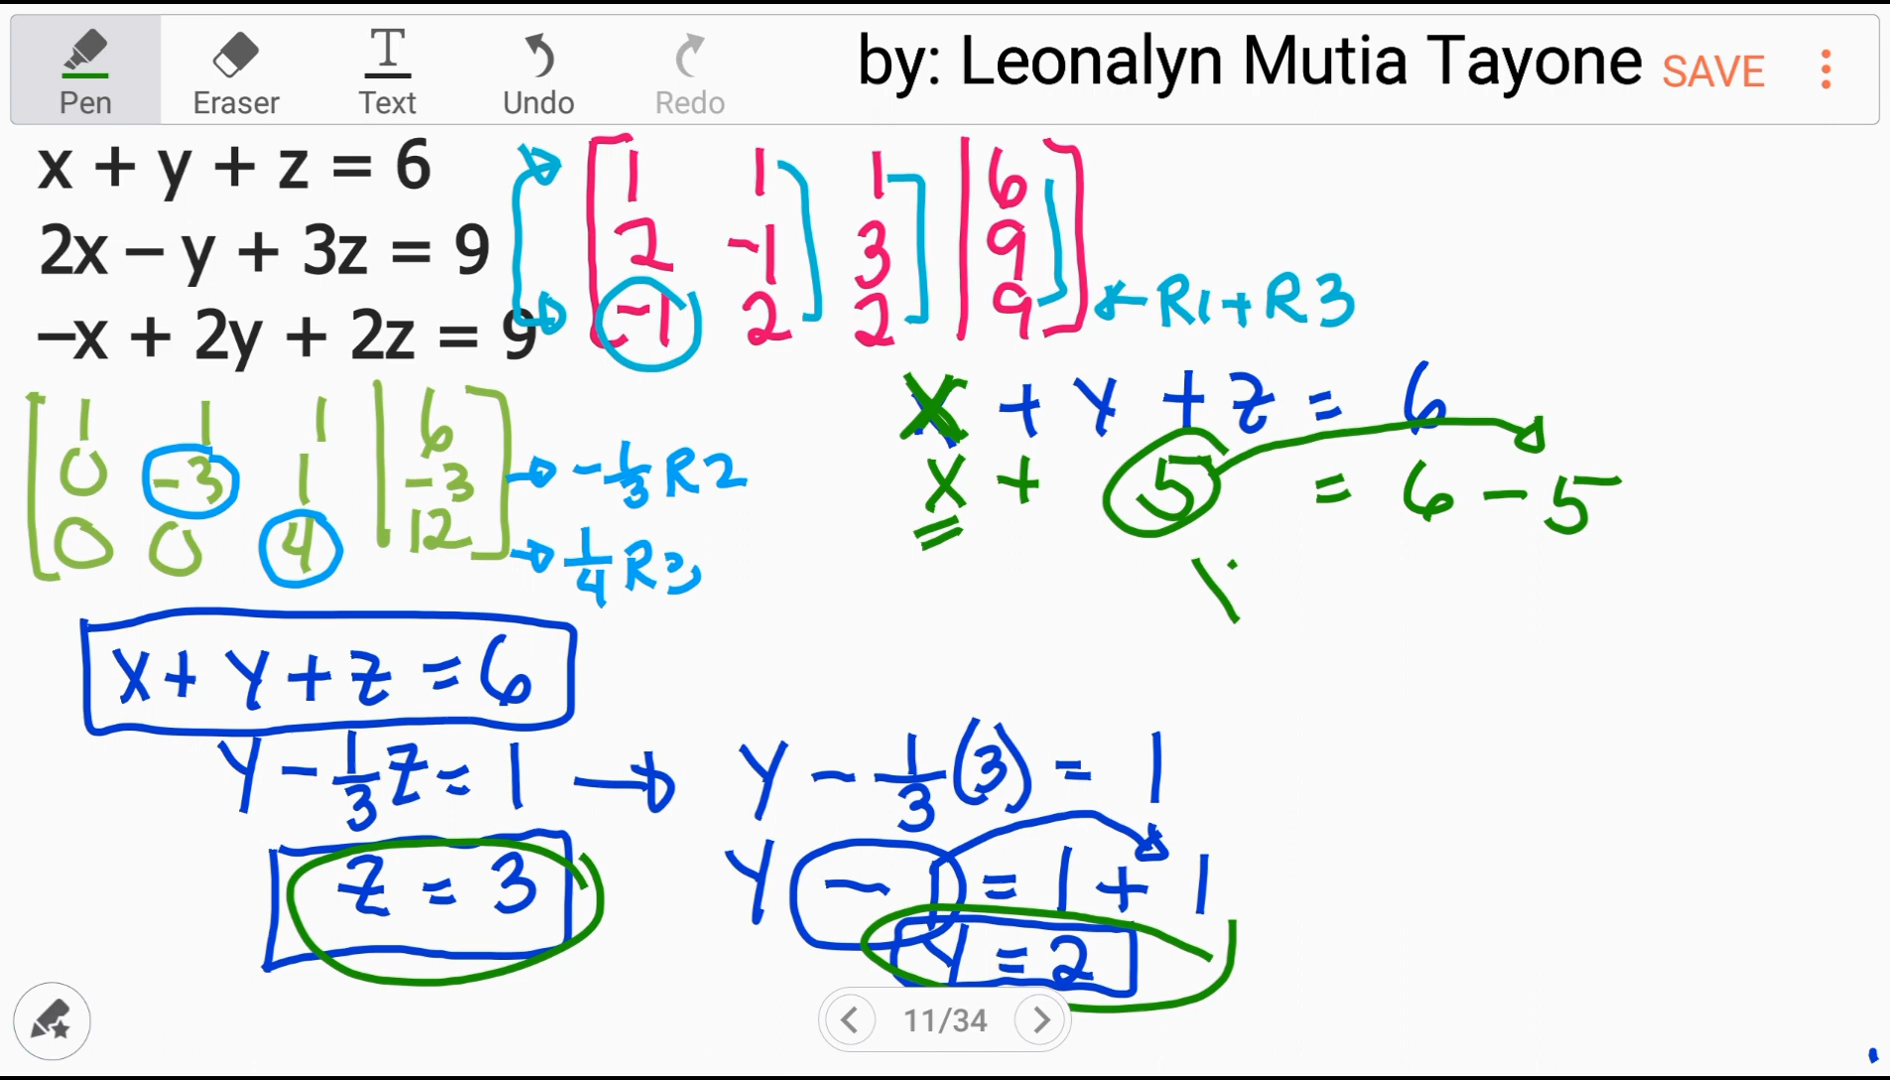 Pen Eraser Text Undo Redo by: Leonalyn Mutia Tayone SAVE
x + y + z = 6
2x – y + 3z = 9
–x + 2y + 2z = 9
[ 1 1 1 | 6 ]
[ 2 -1 3 | 9 ]
[ -1 2 2 | 9 ] ← R1 + R3
[ 1 1 1 | 6 ]
[ 0 -3 1 | -3 ] → -1/3 R2
[ 0 0 4 | 12 ] → 1/4 R3
x + y + z = 6
x + 5 = 6 - 5
x + y + z = 6
y - 1/3 z = 1 → y - 1/3 (3) = 1
z = 3
y - 1 = 1 + 1
y = 2
11/34